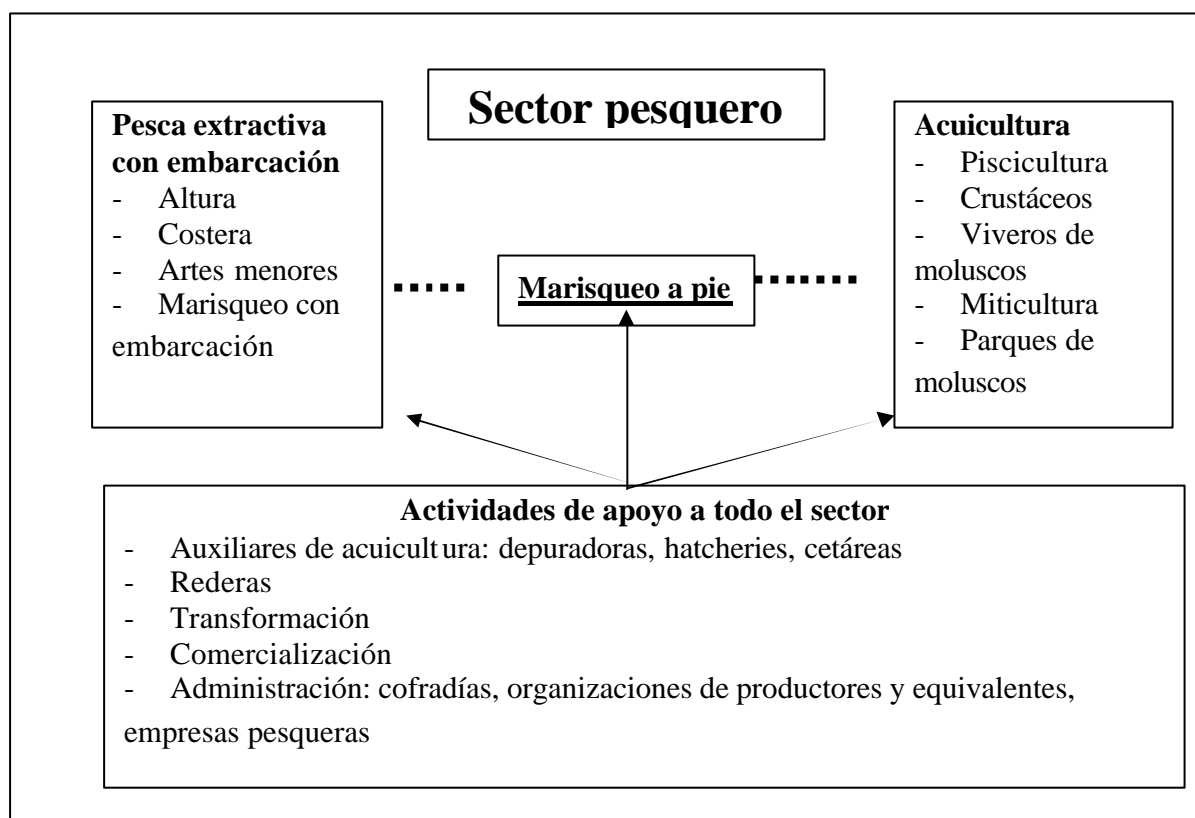 Sector pesquero
Pesca extractiva
con embarcación
- Altura
- Costera
- Artes menores
- Marisqueo con
embarcación
Marisqueo a pie
Acuicultura
- Piscicultura
- Crustáceos
- Viveros de
moluscos
- Miticultura
- Parques de
moluscos
Actividades de apoyo a todo el sector
- Auxiliares de acuicultura: depuradoras, hatcheries, cetáreas
- Rederas
- Transformación
- Comercialización
- Administración: cofradías, organizaciones de productores y equivalentes,
empresas pesqueras